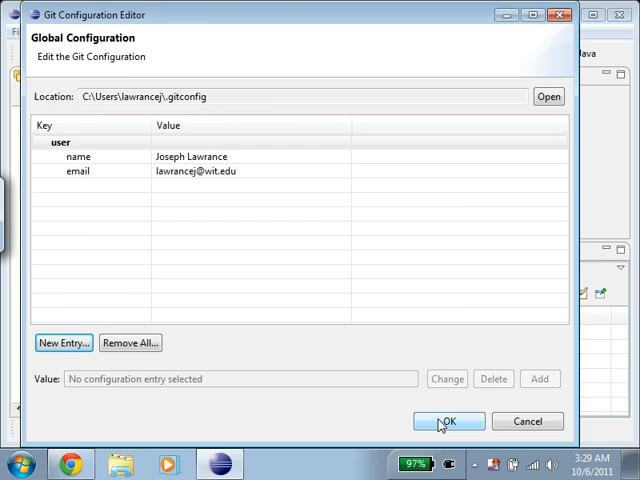 Git Configuration Editor
Fi
Global Configuration
Edit the Git Configuration
Java
Location: C:\Users\lawrancej\.gitconfig Open
Key Value
user
name Joseph Lawrance
email lawrancej@wit.edu
New Entry... Remove All...
Value: No configuration entry selected Change Delete Add
OK Cancel
97% 3:29 AM
10/6/2011